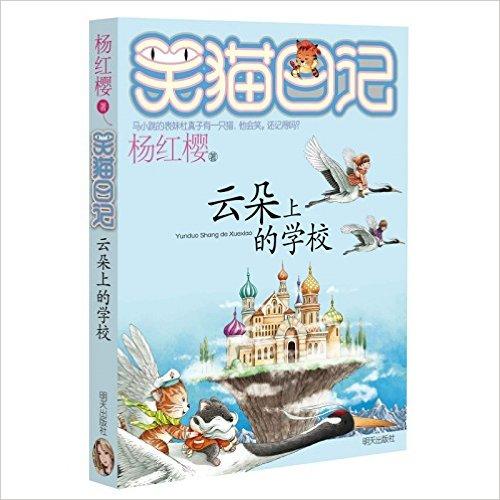 杨红樱
著
笑猫日记
云朵上的学校
明天出版社
笑猫日记
马小跳的表妹杜真子有一只猫，他会笑。还记得吗？
杨红樱 著
云朵上
的学校
Yunduo Shang de Xuexiao
明天出版社